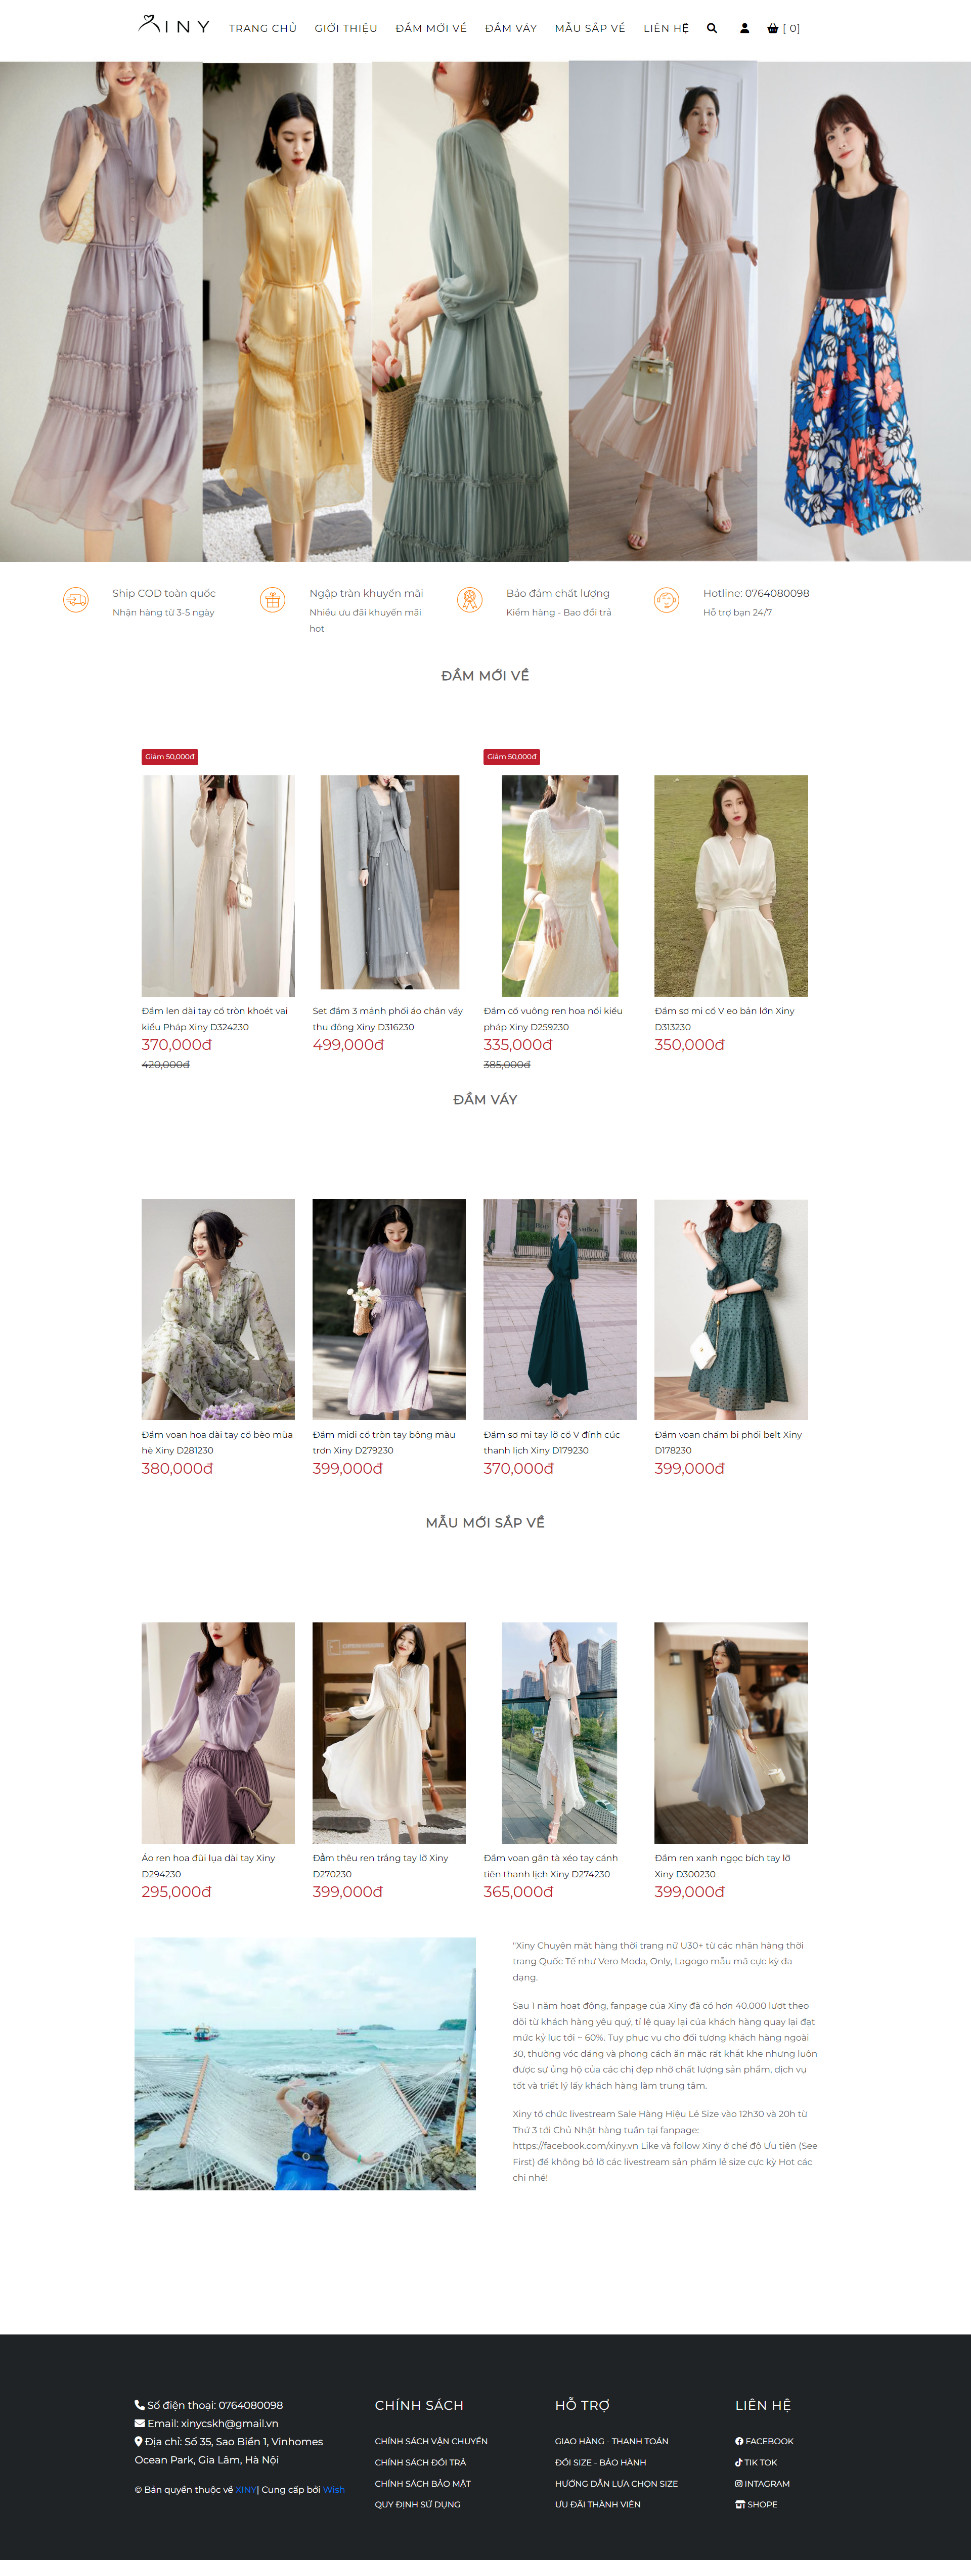 XINY TRANG CHỦ GIỚI THIỆU ĐẦM MỚI VỀ ĐẦM VÁY MẪU SẮP VỀ LIÊN HỆ [ 0]
Ship COD toàn quốc
Nhận hàng từ 3-5 ngày
Ngập tràn khuyến mãi
Nhiều ưu đãi khuyến mãi
hot
Bảo đảm chất lượng
Kiểm hàng - Bao đổi trả
Hotline: 0764080098
Hỗ trợ bạn 24/7
ĐẦM MỚI VỀ
Giảm 50,000đ
Giảm 50,000đ
Đầm len dài tay cổ tròn khoét vai
kiểu Pháp Xiny D324230
370,000đ
420,000đ
Set đầm 3 mảnh phối áo chân váy
thu đông Xiny D316230
499,000đ
Đầm cổ vuông ren hoa nổi kiểu
pháp Xiny D259230
335,000đ
385,000đ
Đầm sơ mi cổ V eo bản lớn Xiny
D313230
350,000đ
ĐẦM VÁY
Đầm voan hoa dài tay cổ bèo mùa
hè Xiny D281230
380,000đ
Đầm midi cổ tròn tay bồng màu
trơn Xiny D279230
399,000đ
Đầm sơ mi tay lỡ cổ V đính cúc
thanh lịch Xiny D179230
370,000đ
Đầm voan chấm bi phối belt Xiny
D178230
399,000đ
MẪU MỚI SẮP VỀ
Áo ren hoa đũi lụa dài tay Xiny
D294230
295,000đ
Đầm thêu ren trắng tay lỡ Xiny
D270230
399,000đ
Đầm voan gân tà xéo tay cánh
tiên thanh lịch Xiny D274230
365,000đ
Đầm ren xanh ngọc bích tay lỡ
Xiny D300230
399,000đ
"Xiny Chuyên mặt hàng thời trang nữ U30+ từ các nhãn hàng thời
trang Quốc Tế như Vero Moda, Only, Lagogo mẫu mã cực kỳ đa
dạng.
Sau 1 năm hoạt động, fanpage của Xiny đã có hơn 40.000 lượt theo
dõi từ khách hàng yêu quý, tỉ lệ quay lại của khách hàng quay lại đạt
mức kỷ lục tới ~ 60%. Tuy phục vụ cho đối tượng khách hàng ngoài
30, thường vóc dáng và phong cách ăn mặc rất khắt khe nhưng luôn
được sự ủng hộ của các chị đẹp nhờ chất lượng sản phẩm, dịch vụ
tốt và triết lý lấy khách hàng làm trung tâm.
Xiny tổ chức livestream Sale Hàng Hiệu Lẻ Size vào 12h30 và 20h từ
Thứ 3 tới Chủ Nhật hàng tuần tại fanpage:
https://facebook.com/xiny.vn Like và follow Xiny ở chế độ Ưu tiên (See
First) để không bỏ lỡ các livestream sản phẩm lẻ size cực kỳ Hot các
chị nhé!
Số điện thoại: 0764080098
Email: xinycskh@gmail.vn
Địa chỉ: Số 35, Sao Biển 1, Vinhomes
Ocean Park, Gia Lâm, Hà Nội
© Bản quyền thuộc về XINY| Cung cấp bởi Wish
CHÍNH SÁCH
CHÍNH SÁCH VẬN CHUYỂN
CHÍNH SÁCH ĐỔI TRẢ
CHÍNH SÁCH BẢO MẬT
QUY ĐỊNH SỬ DỤNG
HỖ TRỢ
GIAO HÀNG - THANH TOÁN
ĐỔI SIZE - BẢO HÀNH
HƯỚNG DẪN LỰA CHỌN SIZE
ƯU ĐÃI THÀNH VIÊN
LIÊN HỆ
FACEBOOK
TIK TOK
INTAGRAM
SHOPE